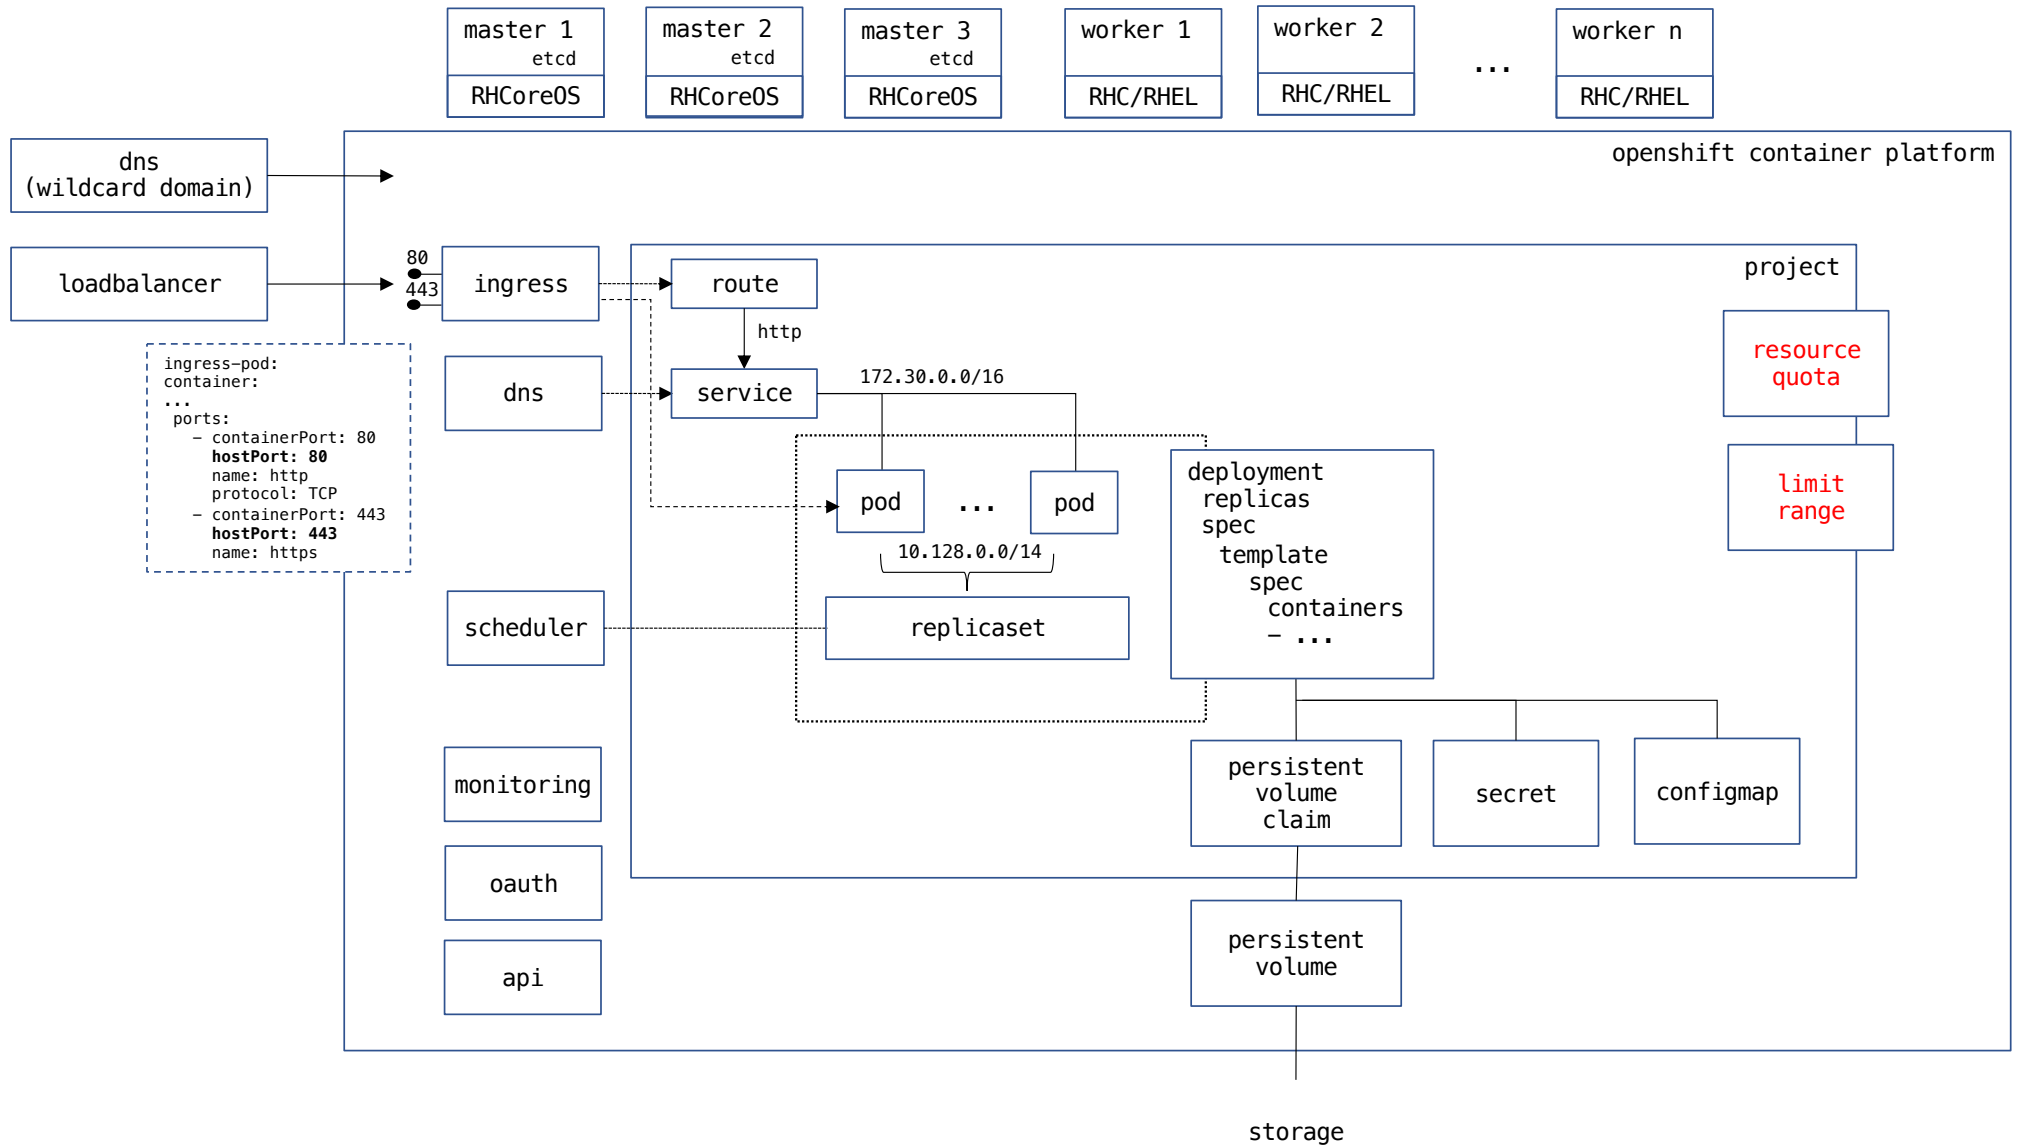 master 1
etcd
RHCoreOS
master 2
etcd
RHCoreOS
master 3
etcd
RHCoreOS
worker 1
RHC/RHEL
worker 2
RHC/RHEL
...
worker n
RHC/RHEL
dns
(wildcard domain)
openshift container platform
loadbalancer
80
443
ingress
route
project
http
resource
quota
ingress-pod:
container:
...
ports:
- containerPort: 80
hostPort: 80
name: http
protocol: TCP
- containerPort: 443
hostPort: 443
name: https
dns
service
172.30.0.0/16
limit
range
pod
...
pod
10.128.0.0/14
deployment
replicas
spec
template
spec
containers
- ...
scheduler
replicaset
monitoring
persistent
volume
claim
secret
configmap
oauth
persistent
volume
api
storage